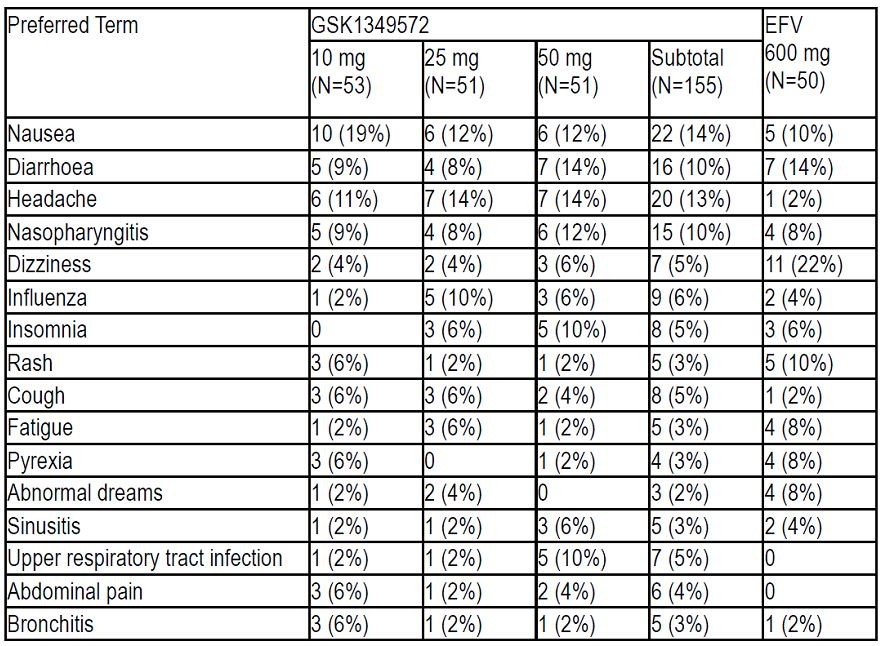 Preferred Term GSK1349572 EFV
600 mg
(N=50)
10 mg
(N=53)
25 mg
(N=51)
50 mg
(N=51)
Subtotal
(N=155)
Nausea 10 (19%) 6 (12%) 6 (12%) 22 (14%) 5 (10%)
Diarrhoea 5 (9%) 4 (8%) 7 (14%) 16 (10%) 7 (14%)
Headache 6 (11%) 7 (14%) 7 (14%) 20 (13%) 1 (2%)
Nasopharyngitis 5 (9%) 4 (8%) 6 (12%) 15 (10%) 4 (8%)
Dizziness 2 (4%) 2 (4%) 3 (6%) 7 (5%) 11 (22%)
Influenza 1 (2%) 5 (10%) 3 (6%) 9 (6%) 2 (4%)
Insomnia 0 3 (6%) 5 (10%) 8 (5%) 3 (6%)
Rash 3 (6%) 1 (2%) 1 (2%) 5 (3%) 5 (10%)
Cough 3 (6%) 3 (6%) 2 (4%) 8 (5%) 1 (2%)
Fatigue 1 (2%) 3 (6%) 1 (2%) 5 (3%) 4 (8%)
Pyrexia 3 (6%) 0 1 (2%) 4 (3%) 4 (8%)
Abnormal dreams 1 (2%) 2 (4%) 0 3 (2%) 4 (8%)
Sinusitis 1 (2%) 1 (2%) 3 (6%) 5 (3%) 2 (4%)
Upper respiratory tract infection 1 (2%) 1 (2%) 5 (10%) 7 (5%) 0
Abdominal pain 3 (6%) 1 (2%) 2 (4%) 6 (4%) 0
Bronchitis 3 (6%) 1 (2%) 1 (2%) 5 (3%) 1 (2%)